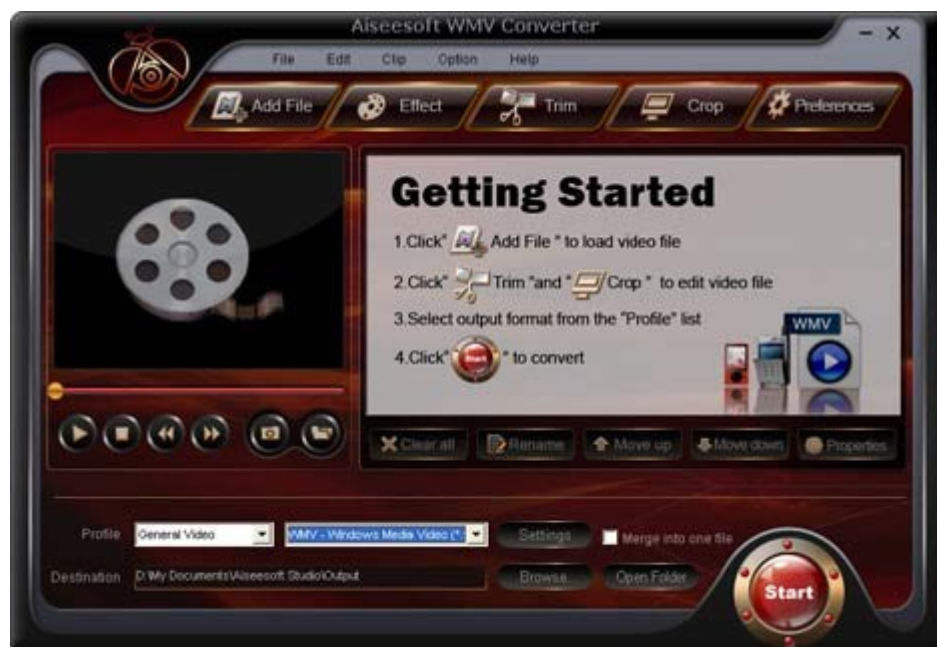 Aiseesoft WMV Converter
File Edit Clip Option Help
Add File Effect Trim Crop Preferences
Getting Started
1.Click" Add File " to load video file
2.Click" Trim "and " Crop " to edit video file
3.Select output format from the "Profile" list
WMV
4.Click" Start " to convert
Clear all Rename Move up Move down Properties
Profile General Video WMV - Windows Media Video (*. Settings Merge into one file
Destination D:\My Documents\Aiseesoft Studio\Output Browse Open Folder
Start